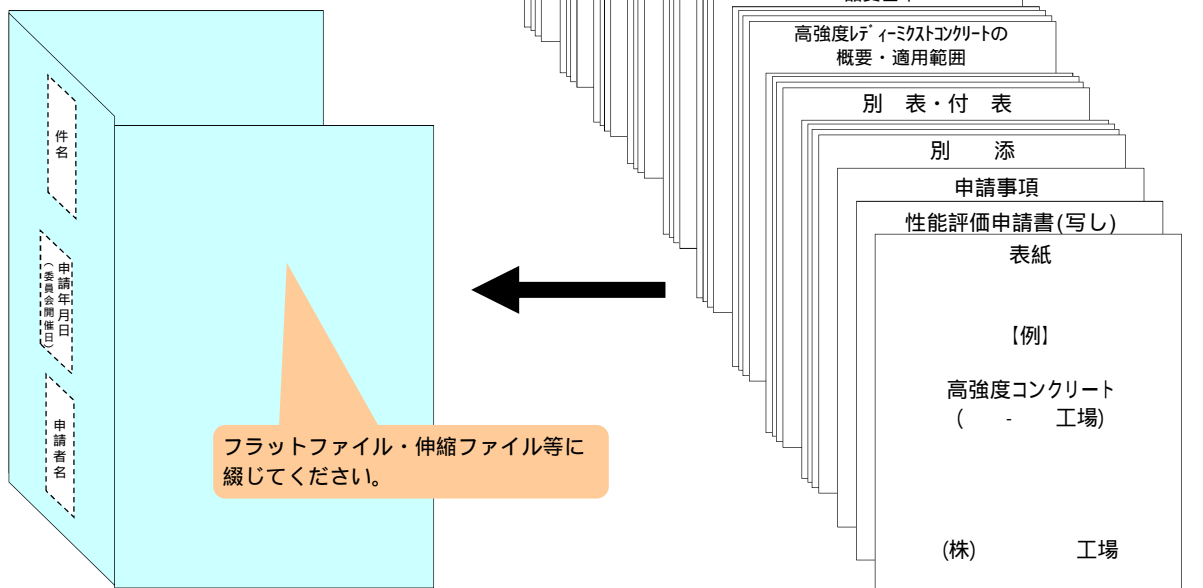 高強度ﾚﾃﾞｨｰﾐｸｽﾄｺﾝｸﾘｰﾄの
概要・適用範囲
別 表・付 表
別 添
申請事項
性能評価申請書(写し)
表紙
【例】
高強度コンクリート
( - 工場)
(株) 工場
件名
申請年月日
(委員会開催日)
申請者名
フラットファイル・伸縮ファイル等に
綴じてください。